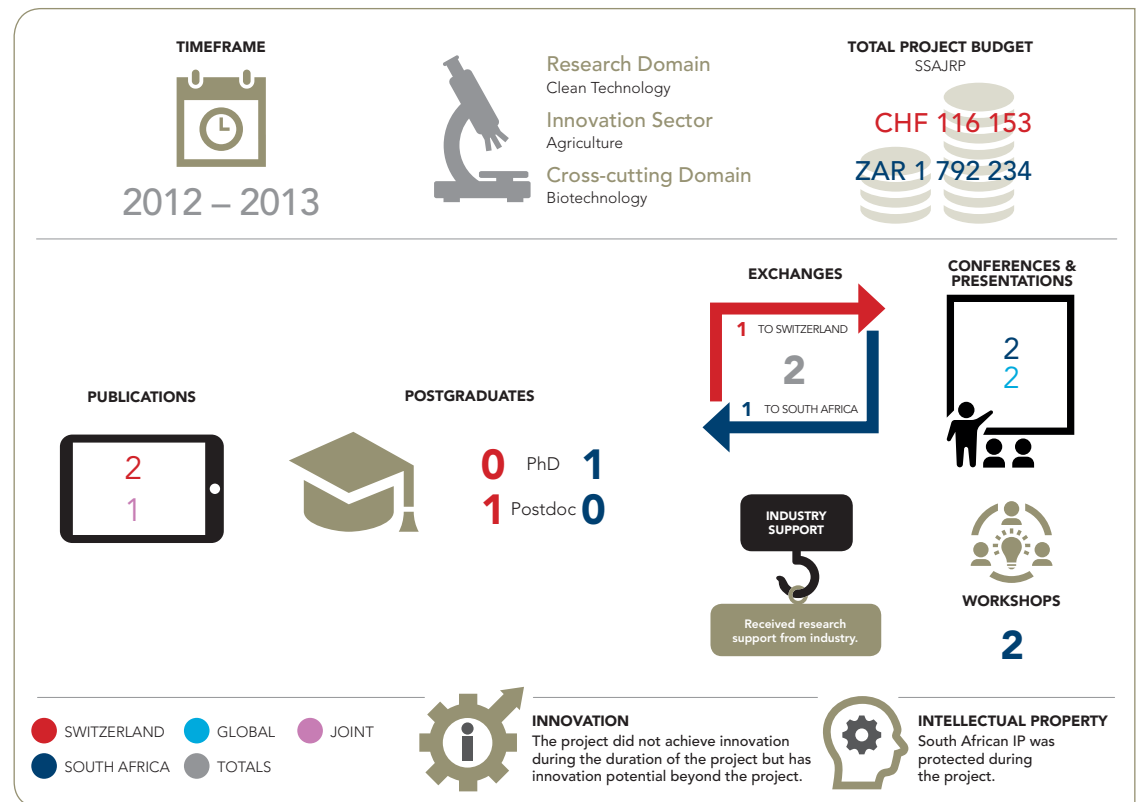 TIMEFRAME
2012 – 2013
Research Domain
Clean Technology
Innovation Sector
Agriculture
Cross-cutting Domain
Biotechnology
TOTAL PROJECT BUDGET
SSAJRP
CHF 116 153
ZAR 1 792 234
PUBLICATIONS
2
1
POSTGRADUATES
0 PhD 1
1 Postdoc 0
EXCHANGES
1 TO SWITZERLAND
2
1 TO SOUTH AFRICA
CONFERENCES &
PRESENTATIONS
2
2
INDUSTRY
SUPPORT
Received research
support from industry.
WORKSHOPS
2
SWITZERLAND
GLOBAL
JOINT
SOUTH AFRICA
TOTALS
INNOVATION
The project did not achieve innovation
during the duration of the project but has
innovation potential beyond the project.
INTELLECTUAL PROPERTY
South African IP was
protected during
the project.